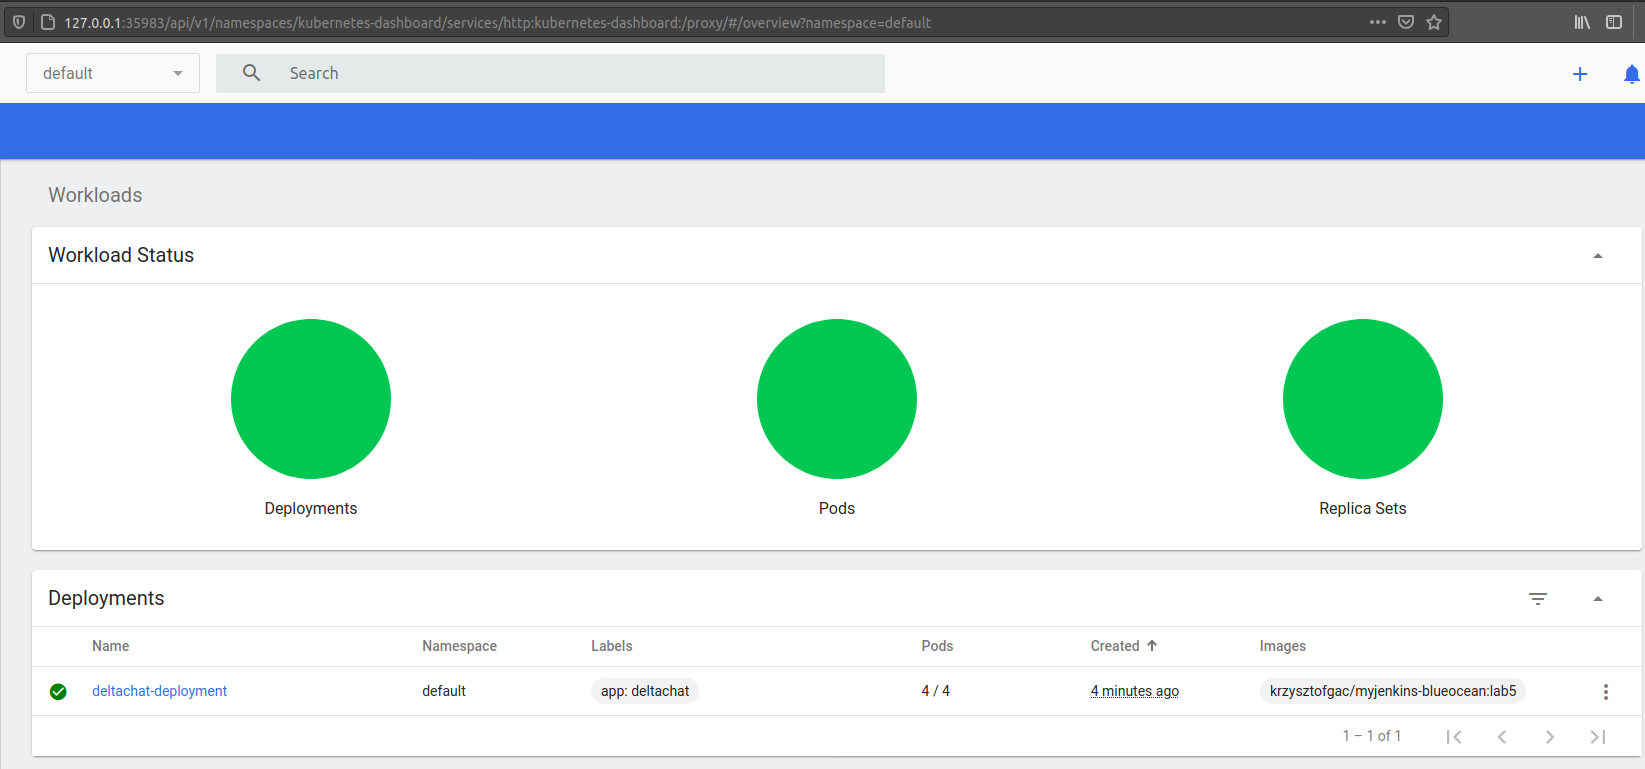 127.0.0.1:35983/api/v1/namespaces/kubernetes-dashboard/services/http:kubernetes-dashboard:/proxy/#/overview?namespace=default
default Search
Workloads
Workload Status
Deployments Pods Replica Sets
Deployments
Name Namespace Labels Pods Created Images
deltachat-deployment default app: deltachat 4 / 4 4 minutes ago krzysztofgac/myjenkins-blueocean:lab5
1 – 1 of 1